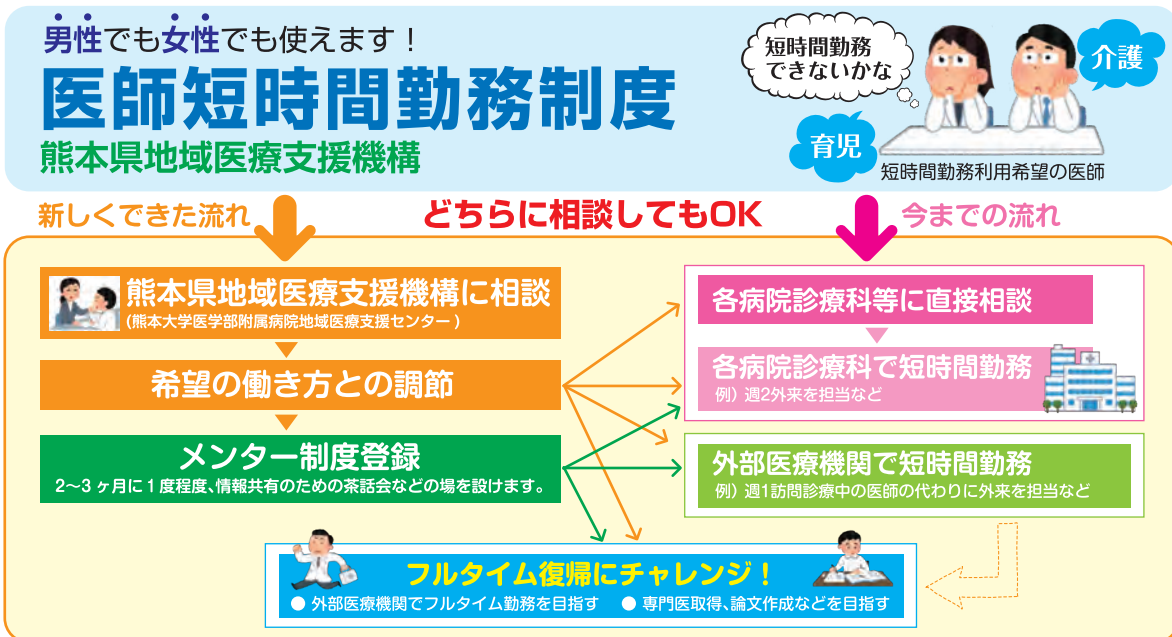 男性でも女性でも使えます！
医師短時間勤務制度
熊本県地域医療支援機構
短時間勤務
できないかな
介護
育児
短時間勤務利用希望の医師
新しくできた流れ
どちらに相談してもOK
今までの流れ
熊本県地域医療支援機構に相談
(熊本大学医学部附属病院地域医療支援センター)
希望の働き方との調節
メンター制度登録
2〜3ヶ月に1度程度、情報共有のための茶話会などの場を設けます。
各病院診療科等に直接相談
各病院診療科で短時間勤務
例）週2外来を担当など
外部医療機関で短時間勤務
例）週1訪問診療中の医師の代わりに外来を担当など
フルタイム復帰にチャレンジ！
● 外部医療機関でフルタイム勤務を目指す ● 専門医取得、論文作成などを目指す